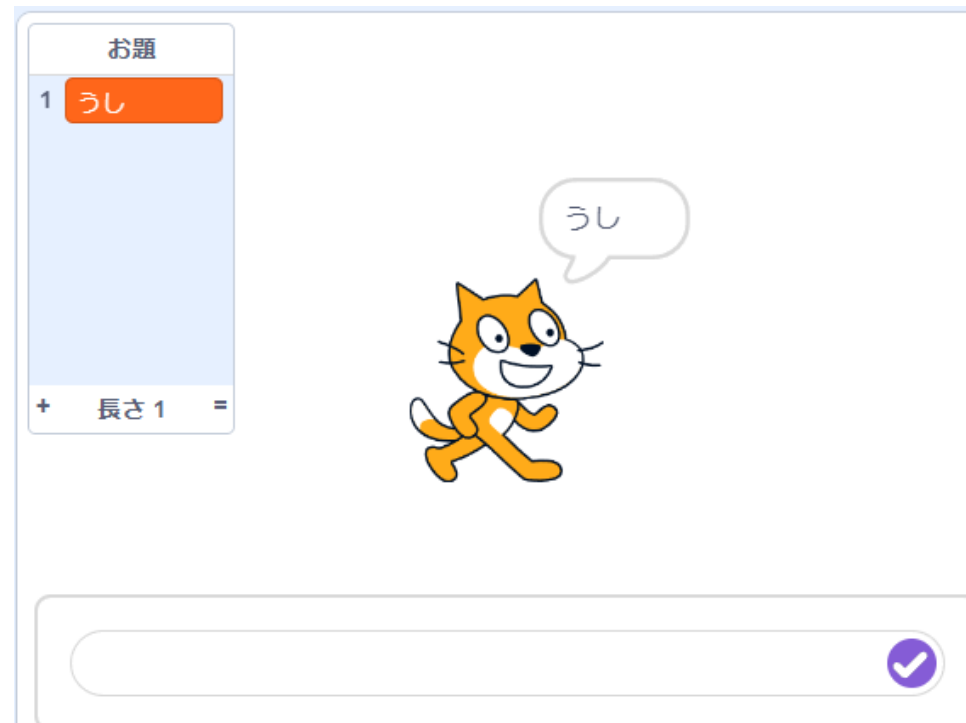 お題
1 うし
うし
+ 長さ 1 =